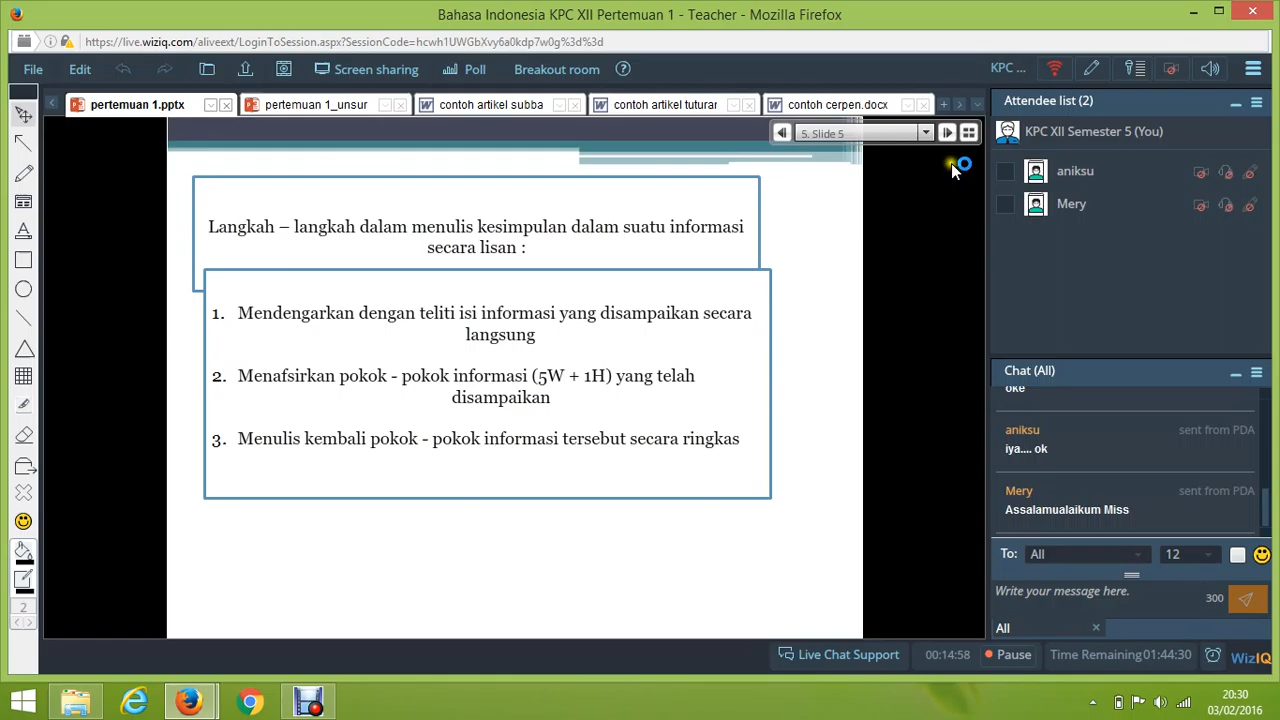 Bahasa Indonesia KPC XII Pertemuan 1 - Teacher - Mozilla Firefox
https://live.wiziq.com/aliveext/LoginToSession.aspx?SessionCode=hcwh1UWGbXvy6a0kdp7w0g%3d%3d
File Edit Screen sharing Poll Breakout room KPC ...
pertemuan 1.pptx pertemuan 1_unsur contoh artikel subba contoh artikel tuturar contoh cerpen.docx
Attendee list (2)
5. Slide 5
KPC XII Semester 5 (You)
aniksu
Mery
Langkah – langkah dalam menulis kesimpulan dalam suatu informasi
secara lisan :
1. Mendengarkan dengan teliti isi informasi yang disampaikan secara
langsung
2. Menafsirkan pokok - pokok informasi (5W + 1H) yang telah
disampaikan
3. Menulis kembali pokok - pokok informasi tersebut secara ringkas
Chat (All)
oke
aniksu sent from PDA
iya.... ok
Mery sent from PDA
Assalamualaikum Miss
To: All 12
Write your message here. 300
All
2
Live Chat Support 00:14:58 Pause Time Remaining 01:44:30 WizIQ
20:30
03/02/2016